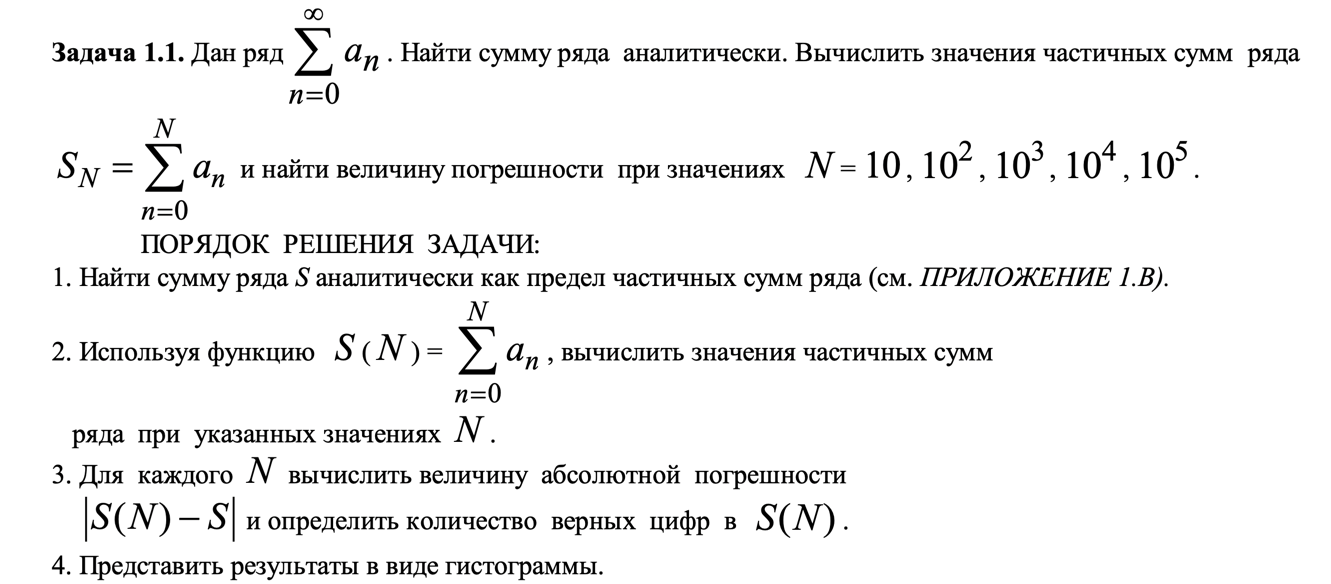 Задача 1.1. Дан ряд $\sum_{n=0}^{\infty} a_n$ . Найти сумму ряда аналитически. Вычислить значения частичных сумм ряда
$S_N = \sum_{n=0}^{N} a_n$ и найти величину погрешности при значениях $N = 10, 10^2, 10^3, 10^4, 10^5$.
ПОРЯДОК РЕШЕНИЯ ЗАДАЧИ:
1. Найти сумму ряда S аналитически как предел частичных сумм ряда (см. ПРИЛОЖЕНИЕ 1.В).
2. Используя функцию $S(N) = \sum_{n=0}^{N} a_n$ , вычислить значения частичных сумм
ряда при указанных значениях $N$ .
3. Для каждого $N$ вычислить величину абсолютной погрешности
$|S(N) - S|$ и определить количество верных цифр в $S(N)$ .
4. Представить результаты в виде гистограммы.